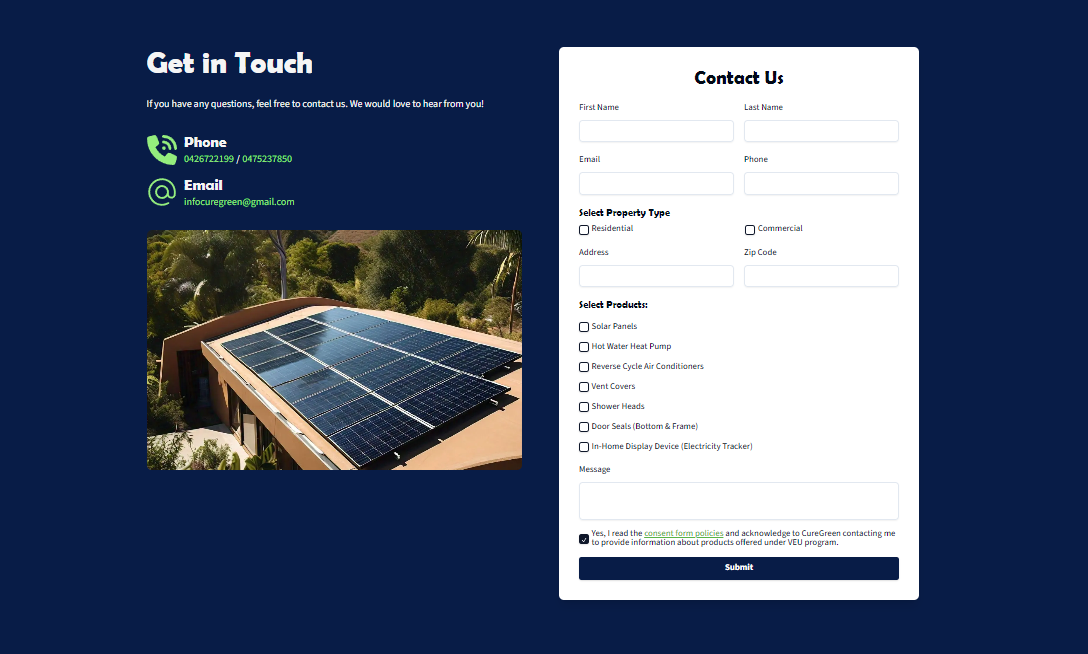 Get in Touch
If you have any questions, feel free to contact us. We would love to hear from you!
Phone
0426722199 / 0475237850
Email
infocuregreen@gmail.com
Contact Us
First Name
Last Name
Email
Phone
Select Property Type
Residential
Commercial
Address
Zip Code
Select Products:
Solar Panels
Hot Water Heat Pump
Reverse Cycle Air Conditioners
Vent Covers
Shower Heads
Door Seals (Bottom & Frame)
In-Home Display Device (Electricity Tracker)
Message
Yes, I read the consent form policies and acknowledge to CureGreen contacting me
to provide information about products offered under VEU program.
Submit